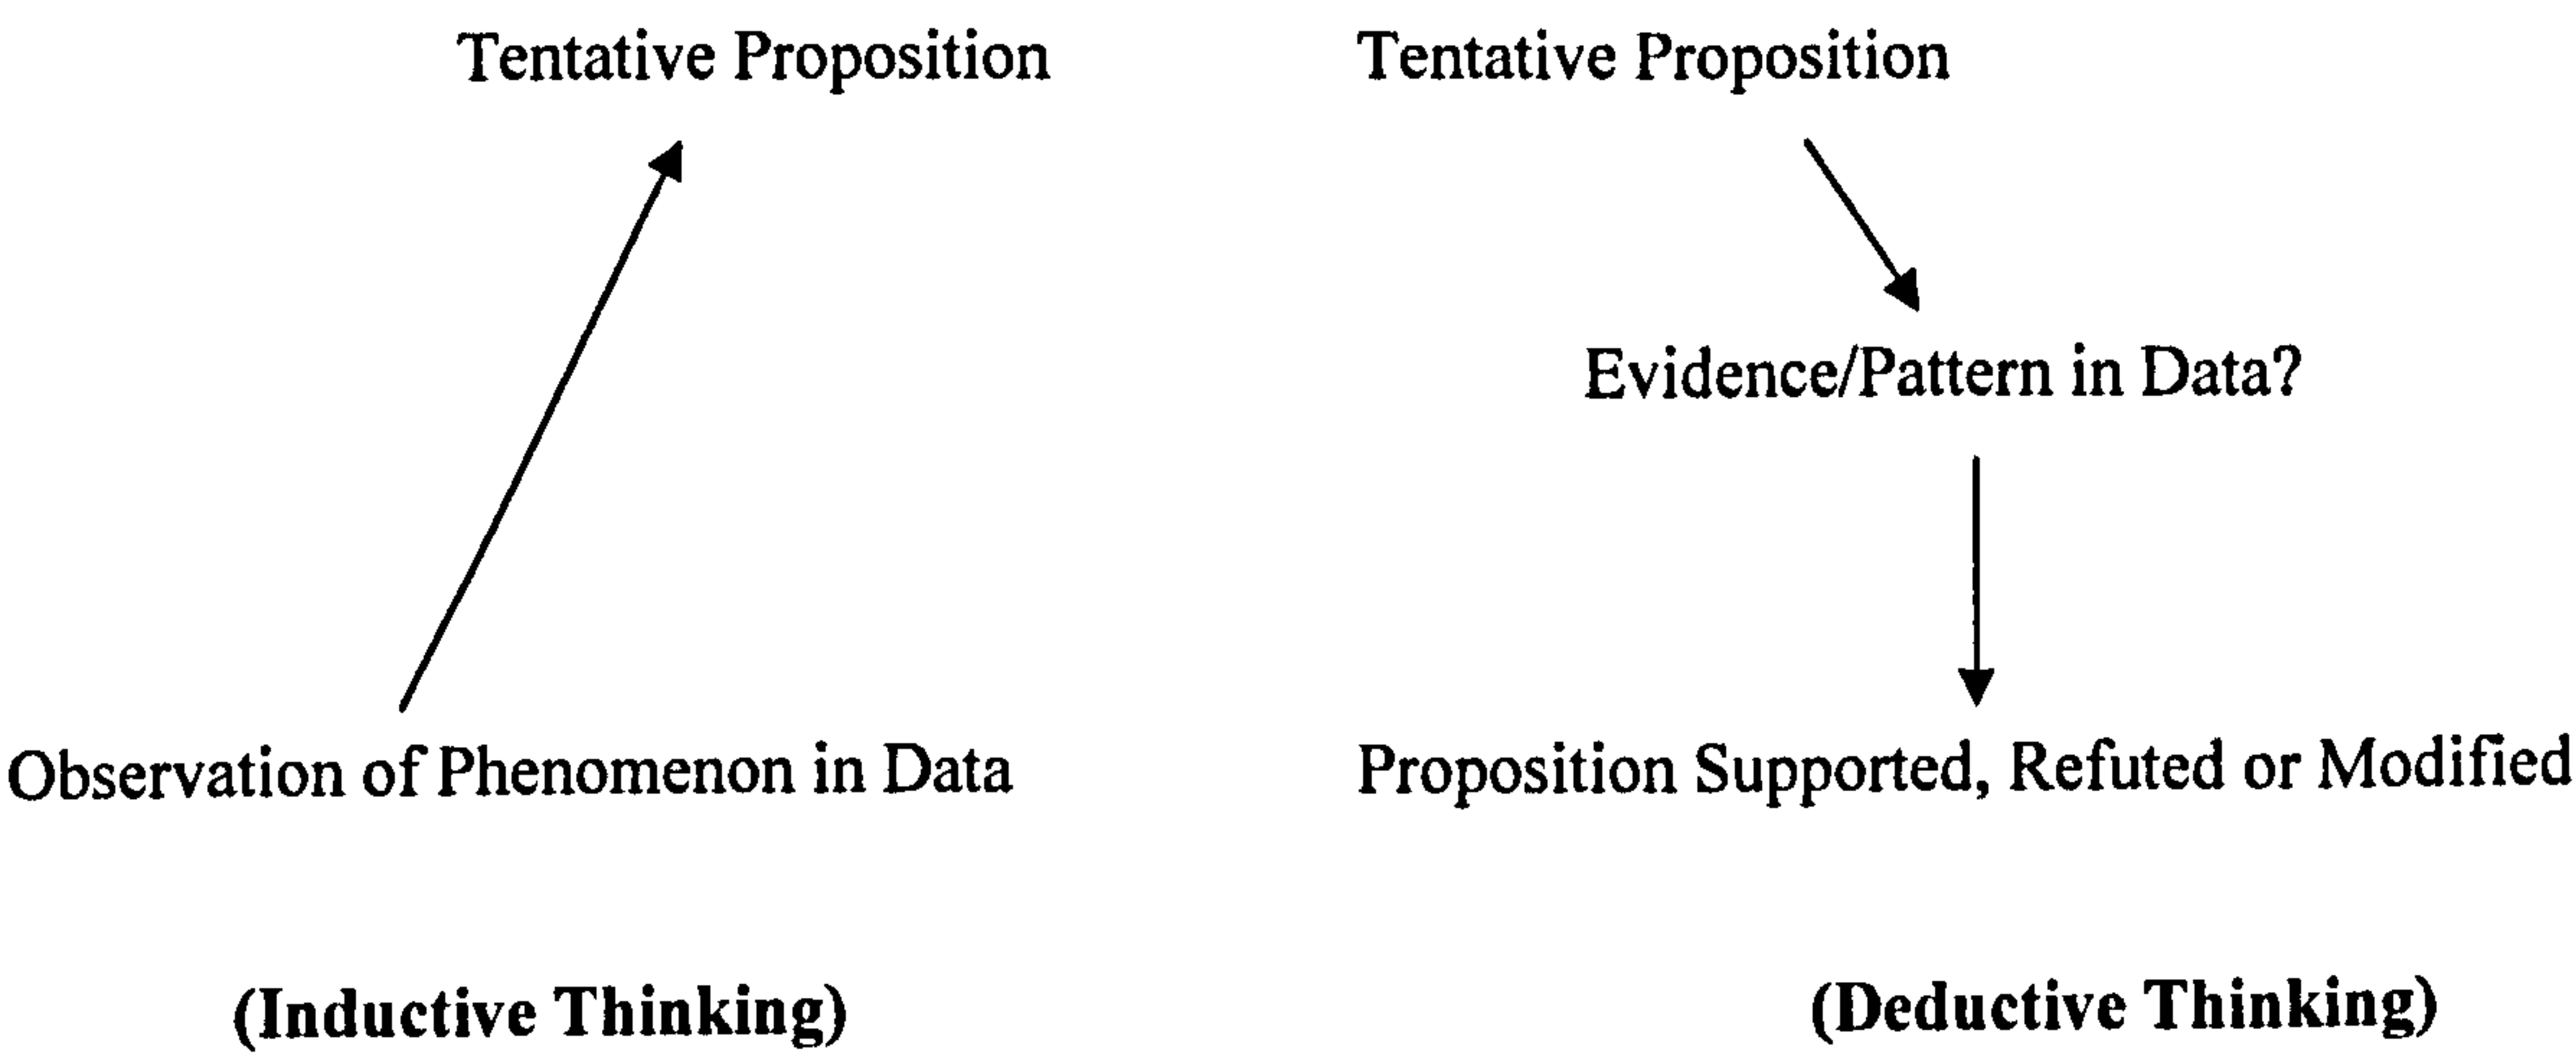 Tentative Proposition
Observation of Phenomenon in Data
(Inductive Thinking)
Tentative Proposition
Evidence/Pattern in Data?
Proposition Supported, Refuted or Modified
(Deductive Thinking)